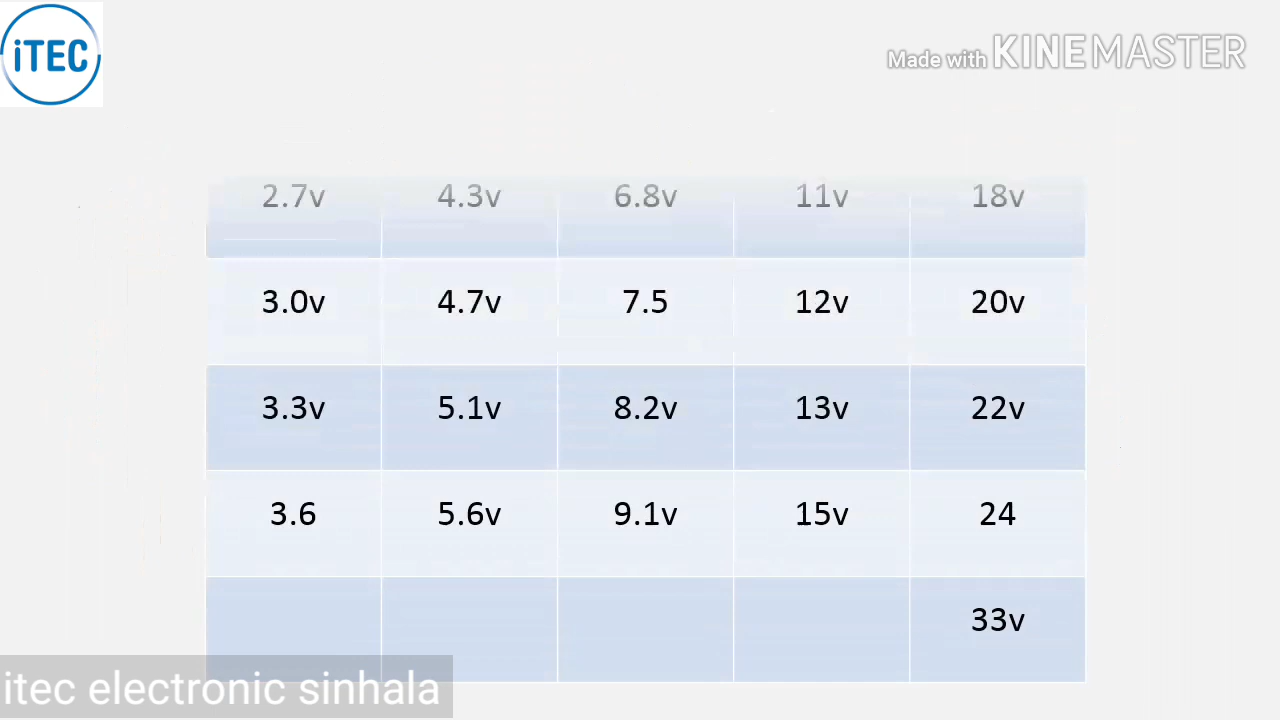 iTEC
Made with KINEMASTER
2.7v 4.3v 6.8v 11v 18v
3.0v 4.7v 7.5 12v 20v
3.3v 5.1v 8.2v 13v 22v
3.6 5.6v 9.1v 15v 24
33v
itec electronic sinhala